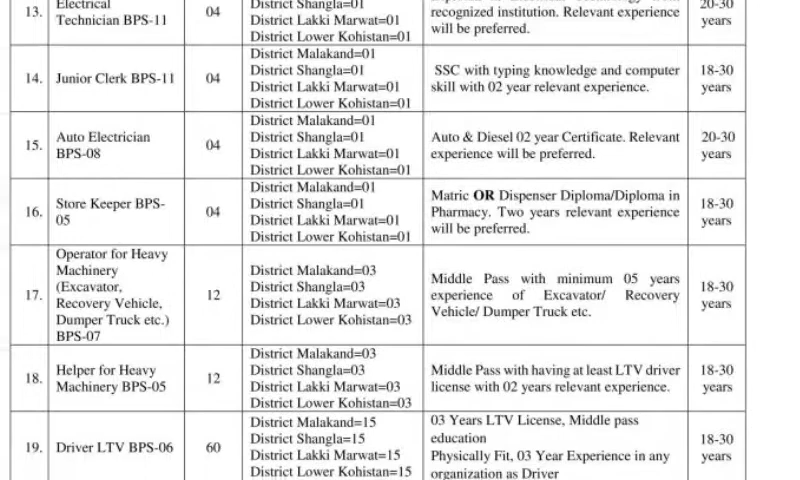 13.
Electrical
Technician BPS-11
04
District Shangla=01
District Lakki Marwat=01
District Lower Kohistan=01
recognized institution. Relevant experience
will be preferred.
20-30
years
14.
Junior Clerk BPS-11
04
District Malakand=01
District Shangla=01
District Lakki Marwat=01
District Lower Kohistan=01
SSC with typing knowledge and computer
skill with 02 year relevant experience.
18-30
years
15.
Auto Electrician
BPS-08
04
District Malakand=01
District Shangla=01
District Lakki Marwat=01
District Lower Kohistan=01
Auto & Diesel 02 year Certificate. Relevant
experience will be preferred.
20-30
years
16.
Store Keeper BPS-
05
04
District Malakand=01
District Shangla=01
District Lakki Marwat=01
District Lower Kohistan=01
Matric OR Dispenser Diploma/Diploma in
Pharmacy. Two years relevant experience
will be preferred.
18-30
years
17.
Operator for Heavy
Machinery
(Excavator,
Recovery Vehicle,
Dumper Truck etc.)
BPS-07
12
District Malakand=03
District Shangla=03
District Lakki Marwat=03
District Lower Kohistan=03
Middle Pass with minimum 05 years
experience of Excavator/ Recovery
Vehicle/ Dumper Truck etc.
18-30
years
18.
Helper for Heavy
Machinery BPS-05
12
District Malakand=03
District Shangla=03
District Lakki Marwat=03
District Lower Kohistan=03
Middle Pass with having at least LTV driver
license with 02 years relevant experience.
18-30
years
19.
Driver LTV BPS-06
60
District Malakand=15
District Shangla=15
District Lakki Marwat=15
District Lower Kohistan=15
03 Years LTV License, Middle pass
education
Physically Fit, 03 Year Experience in any
organization as Driver
18-30
years